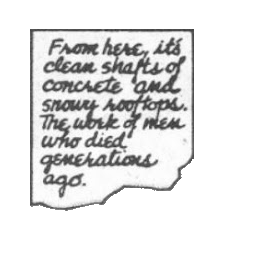 From here, it's
clean shafts of
concrete and
snowy rooftops.
The work of men
who died
generations
ago.